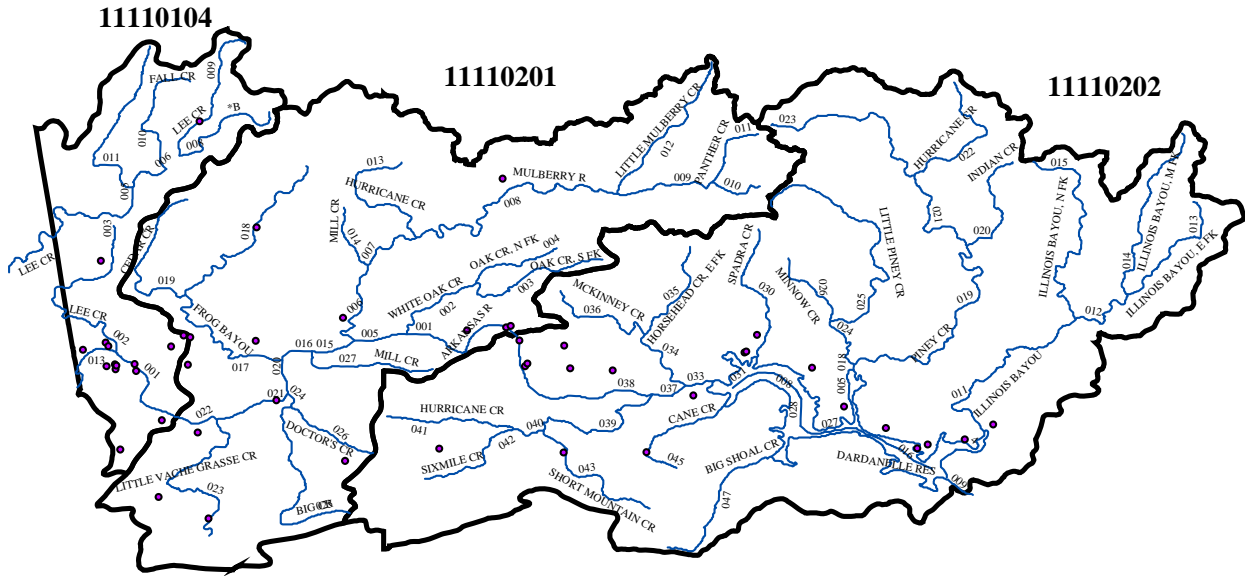 11110104
11110201
11110202
FALL CR
009
*B
LEE CR
008
010
006
011
005
003
LEE CR
CEDAR CR
019
018
FROG BAYOU
017
LEE CR
002
013
001
022
LITTLE VACHE GRASSE CR
023
013
HURRICANE CR
MILL CR
014
007
006
MULBERRY R
008
LITTLE MULBERRY CR
012
PANTHER CR
011
009
010
OAK CR, N FK
004
WHITE OAK CR
OAK CR, S FK
003
002
001
005
016
015
027
MILL CR
ARKANSAS R
020
021
024
DOCTOR'S CR
026
BIG CR
023
HURRICANE CR
022
INDIAN CR
021
020
015
ILLINOIS BAYOU, N FK
ILLINOIS BAYOU, M FK
013
014
ILLINOIS BAYOU, E FK
012
LITTLE PINEY CR
019
025
MINNOW CR
026
024
PINEY CR
018
005
SPADRA CR
030
HORSEHEAD CR, E FK
035
MCKINNEY CR
036
034
033
037
038
031
008
028
027
011
ILLINOIS BAYOU
016
009
DARDANELLE RES
BIG SHOAL CR
047
CANE CR
045
HURRICANE CR
041
042
040
039
SIXMILE CR
043
SHORT MOUNTAIN CR